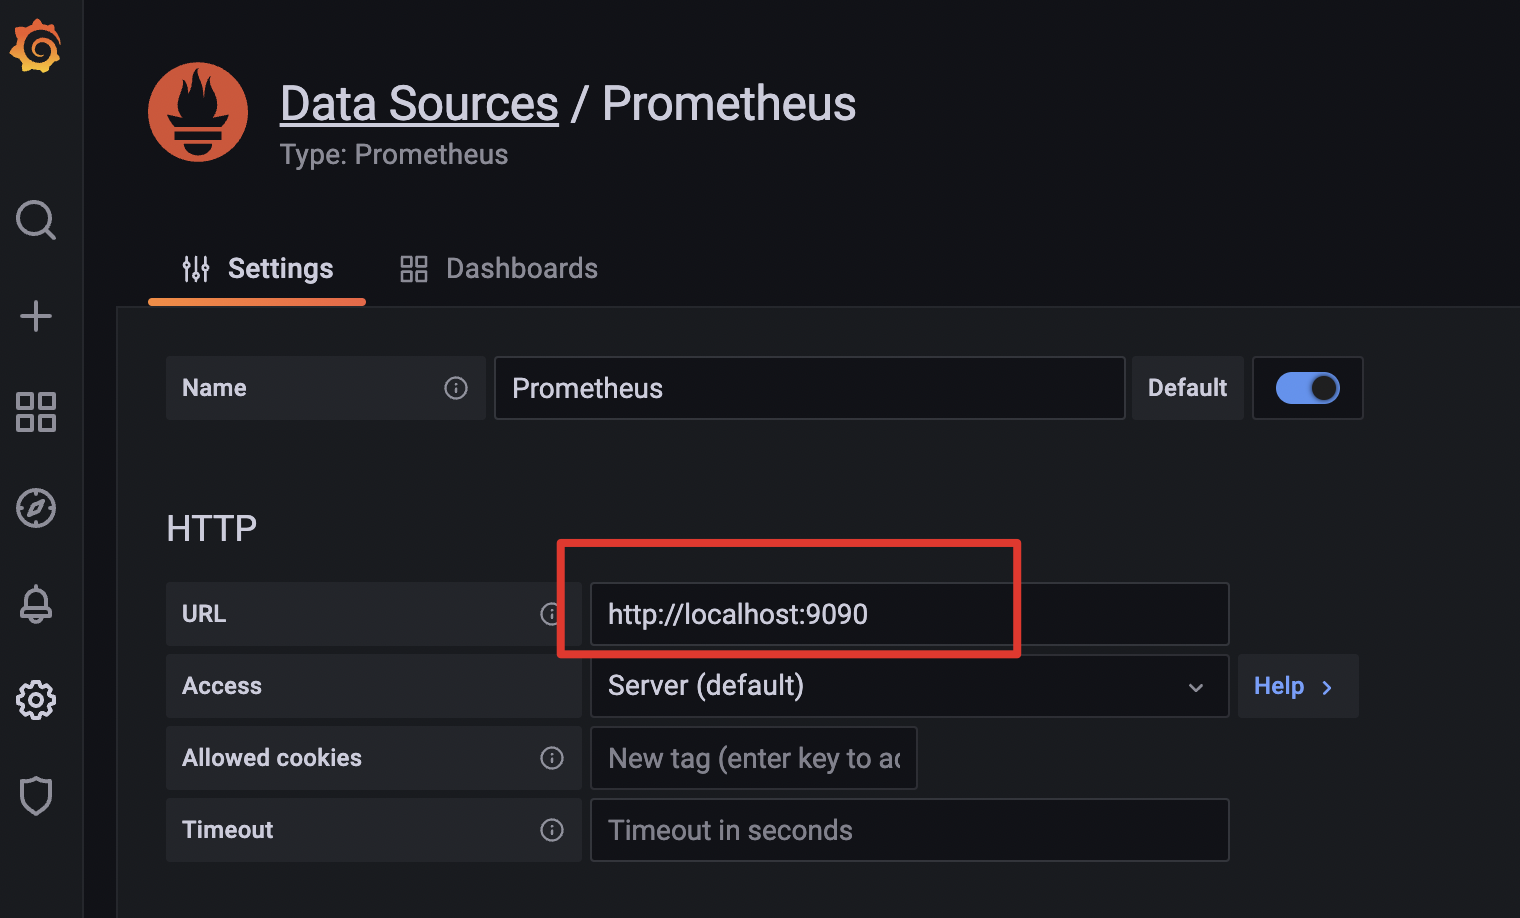 Data Sources / Prometheus
Type: Prometheus
Settings
Dashboards
Name
Prometheus
Default
HTTP
URL
http://localhost:9090
Access
Server (default)
Help
Allowed cookies
New tag (enter key to ac
Timeout
Timeout in seconds